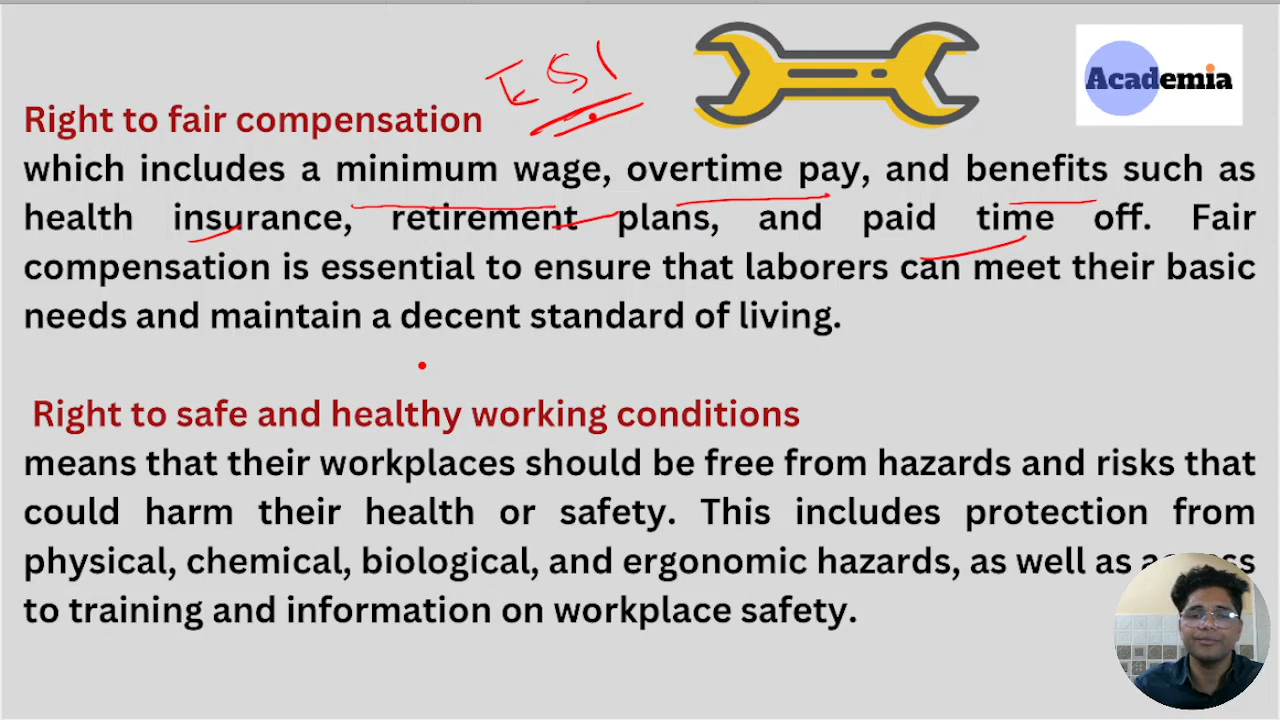 ESI
Academia
Right to fair compensation
which includes a minimum wage, overtime pay, and benefits such as
health insurance, retirement plans, and paid time off. Fair
compensation is essential to ensure that laborers can meet their basic
needs and maintain a decent standard of living.
Right to safe and healthy working conditions
means that their workplaces should be free from hazards and risks that
could harm their health or safety. This includes protection from
physical, chemical, biological, and ergonomic hazards, as well as
to training and information on workplace safety.